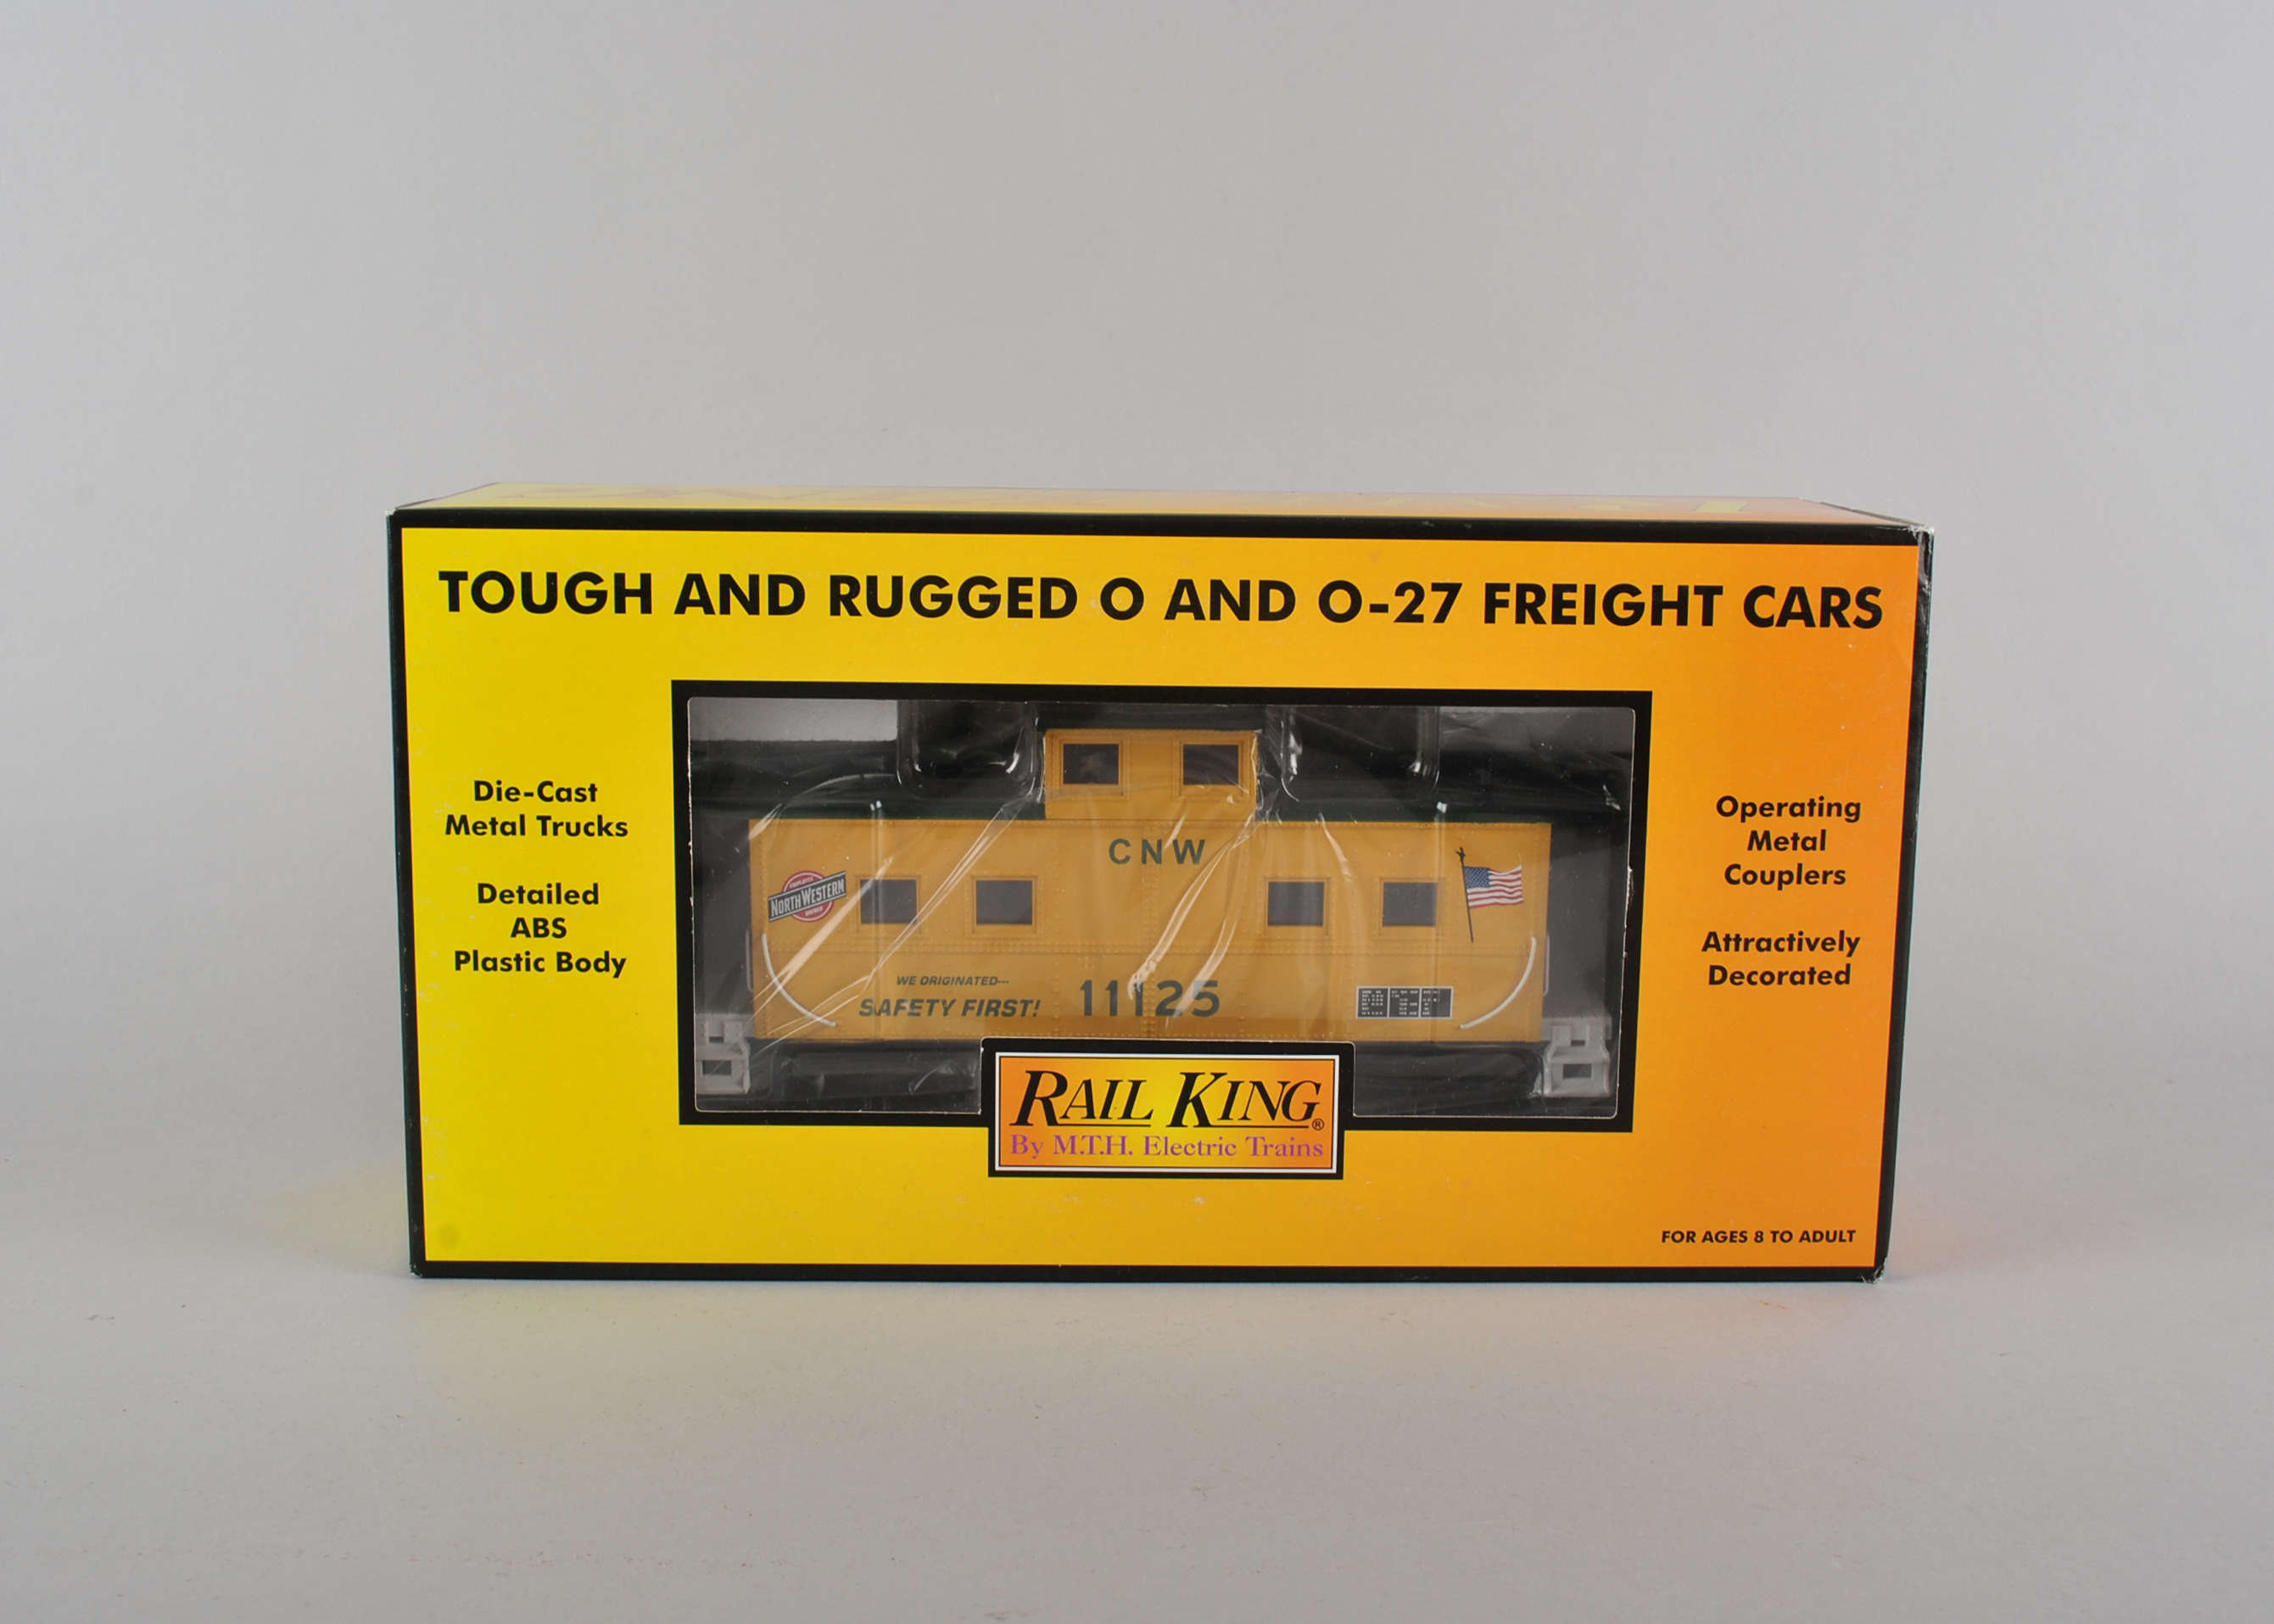 TOUGH AND RUGGED O AND O-27 FREIGHT CARS
Die-Cast
Metal Trucks
Detailed
ABS
Plastic Body
CNW
NORTH WESTERN
WE ORIGINATED---
SAFETY FIRST!
11125
RAIL KING®
By M.T.H. Electric Trains
Operating
Metal
Couplers
Attractively
Decorated
FOR AGES 8 TO ADULT